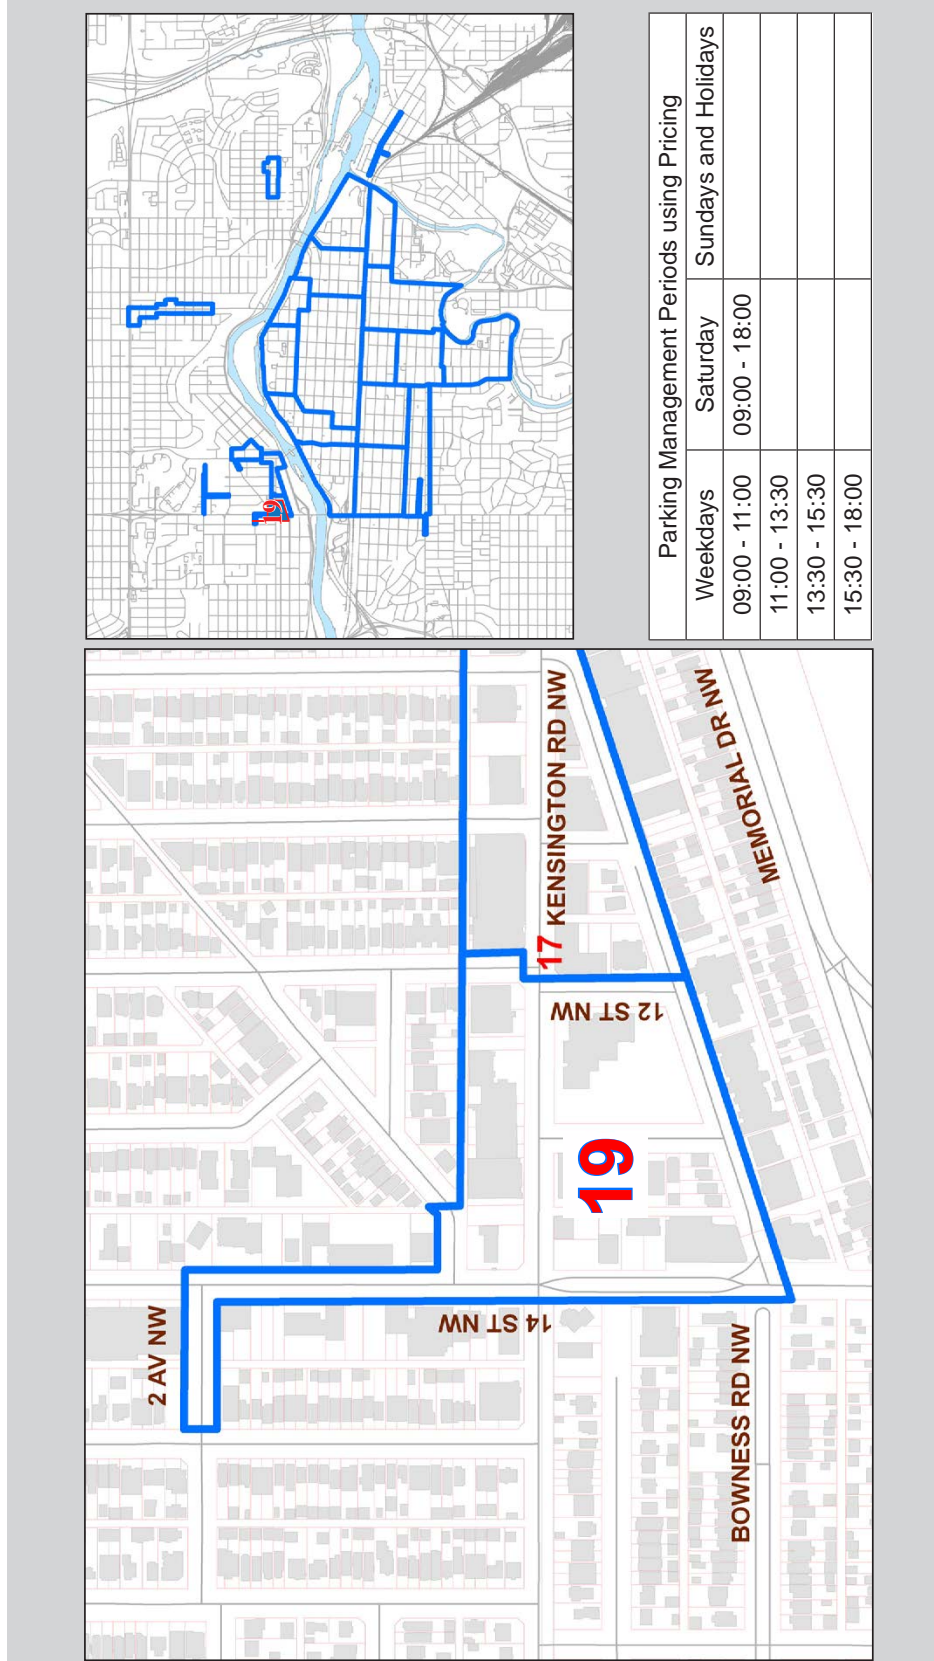 2 AV NW
14 ST NW
BOWNESS RD NW
19
12 ST NW
17
KENSINGTON RD NW
MEMORIAL DR NW
19
Parking Management Periods using Pricing
Weekdays Saturday Sundays and Holidays
09:00 - 11:00 09:00 - 18:00
11:00 - 13:30
13:30 - 15:30
15:30 - 18:00